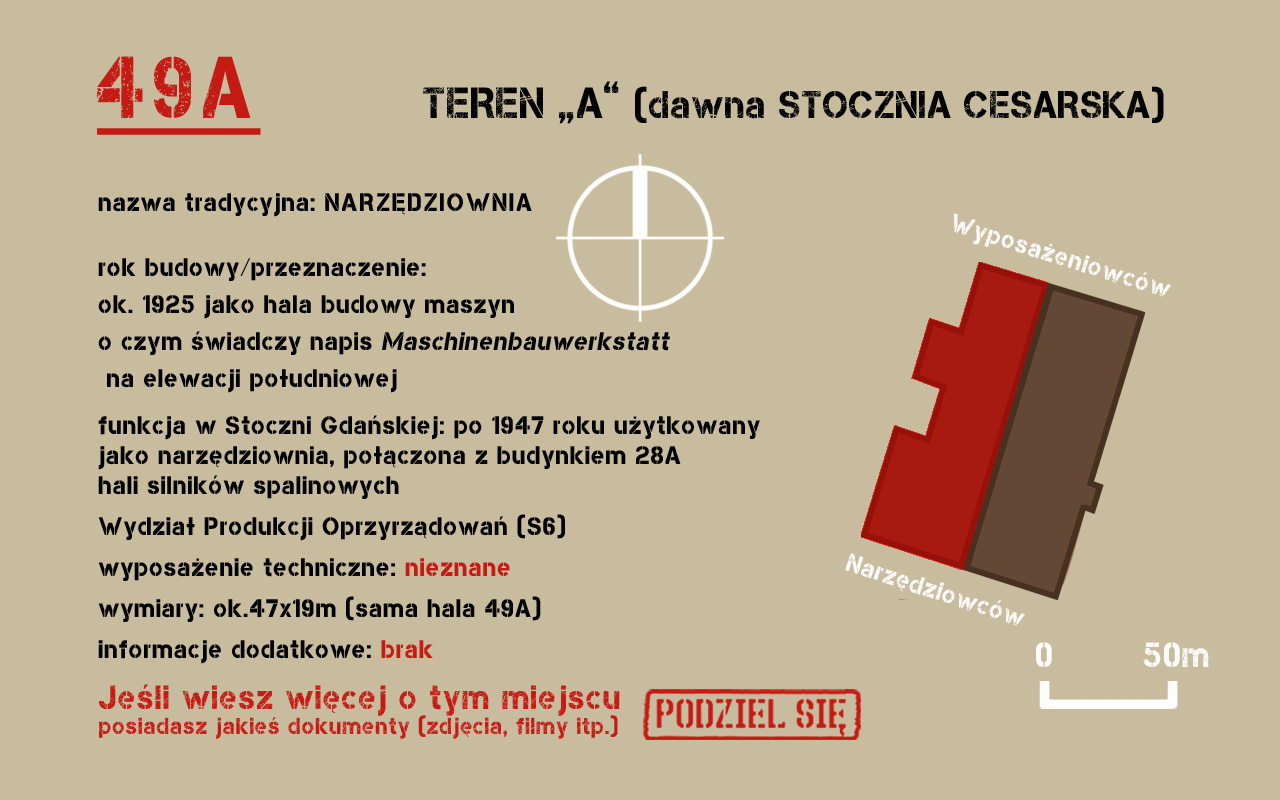 49A
TEREN „A“ (dawna STOCZNIA CESARSKA)
nazwa tradycyjna: NARZĘDZIOWNIA
rok budowy/przeznaczenie:
ok. 1925 jako hala budowy maszyn
o czym świadczy napis Maschinenbauwerkstatt
na elewacji południowej
funkcja w Stoczni Gdańskiej: po 1947 roku użytkowany
jako narzędziownia, połączona z budynkiem 28A
hali silników spalinowych
Wydział Produkcji Oprzyrządowań (S6)
wyposażenie techniczne: nieznane
wymiary: ok.47x19m (sama hala 49A)
informacje dodatkowe: brak
Jeśli wiesz więcej o tym miejscu
posiadasz jakieś dokumenty (zdjęcia, filmy itp.)
PODZIEL SIĘ
Wyposażeniowców
Narzędziowców
0 50m